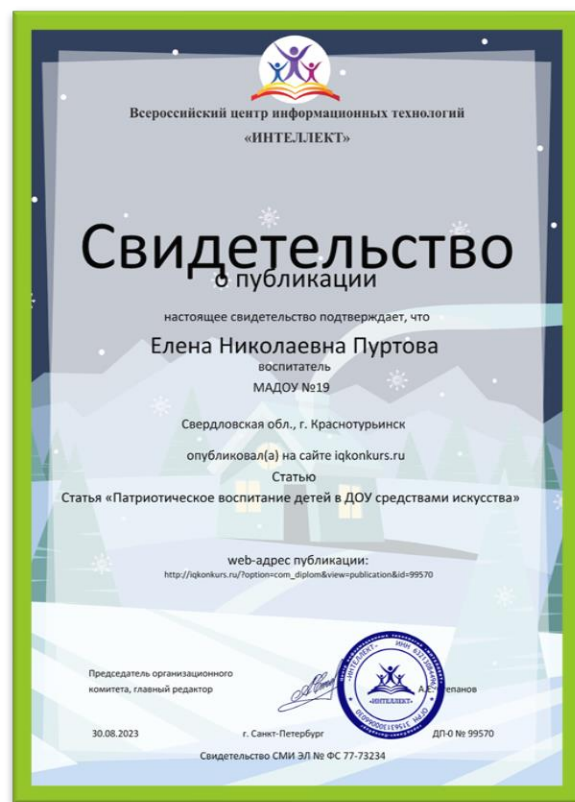 Всероссийский центр информационных технологий
«ИНТЕЛЛЕКТ»
Свидетельство
о публикации
настоящее свидетельство подтверждает, что
Елена Николаевна Пуртова
воспитатель
МАДОУ №19
Свердловская обл., г. Краснотурьинск
опубликовал(а) на сайте iqkonkurs.ru
Статью
Статья «Патриотическое воспитание детей в ДОУ средствами искусства»
web-адрес публикации:
http://iqkonkurs.ru/?option=com_diplom&view=publication&id=99570
Председатель организационного
комитета, главный редактор
«ИНТЕЛЛЕКТ»
30.08.2023
г. Санкт-Петербург
ДП-0 № 99570
Свидетельство СМИ ЭЛ № ФС 77-73234